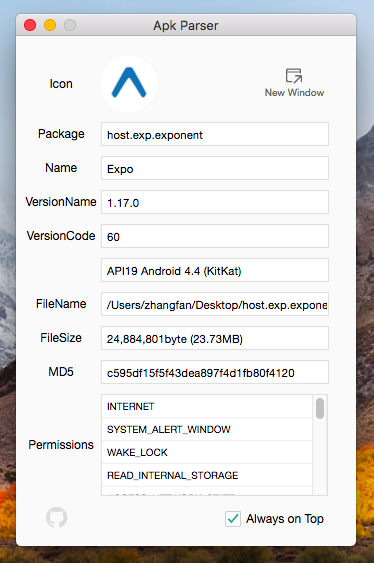 Apk Parser
Icon
New Window
Package host.exp.exponent
Name Expo
VersionName 1.17.0
VersionCode 60
API19 Android 4.4 (KitKat)
FileName /Users/zhangfan/Desktop/host.exp.expone
FileSize 24,884,801byte (23.73MB)
MD5 c595df15f5f43dea897f4d1fb80f4120
INTERNET
SYSTEM_ALERT_WINDOW
Permissions
WAKE_LOCK
READ_INTERNAL_STORAGE
Always on Top